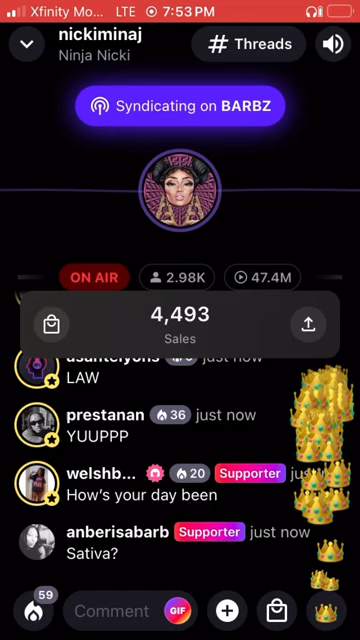 Xfinity Mo... LTE 7:53 PM
nickiminaj
Ninja Nicki
# Threads
Syndicating on BARBZ
ON AIR 2.98K 47.4M
4,493
Sales
just now
LAW
prestanan 36 just now
YUUPPP
welshb... 20 Supporter
How's your day been
anberisabarb Supporter just now
Sativa?
59
Comment GIF